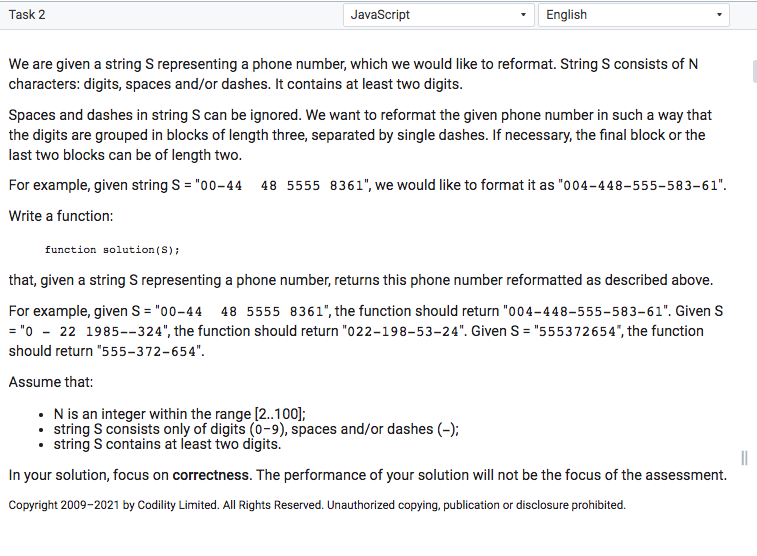 Task 2
JavaScript
English
We are given a string S representing a phone number, which we would like to reformat. String S consists of N
characters: digits, spaces and/or dashes. It contains at least two digits.
Spaces and dashes in string S can be ignored. We want to reformat the given phone number in such a way that
the digits are grouped in blocks of length three, separated by single dashes. If necessary, the final block or the
last two blocks can be of length two.
For example, given string S = "00-44  48 5555 8361", we would like to format it as "004-448-555-583-61".
Write a function:
function solution(S);
that, given a string S representing a phone number, returns this phone number reformatted as described above.
For example, given S = "00-44  48 5555 8361", the function should return "004-448-555-583-61". Given S
= "0 - 22 1985--324", the function should return "022-198-53-24". Given S = "555372654", the function
should return "555-372-654".
Assume that:
• N is an integer within the range [2..100];
• string S consists only of digits (0-9), spaces and/or dashes (-);
• string S contains at least two digits.
In your solution, focus on correctness. The performance of your solution will not be the focus of the assessment.
Copyright 2009–2021 by Codility Limited. All Rights Reserved. Unauthorized copying, publication or disclosure prohibited.